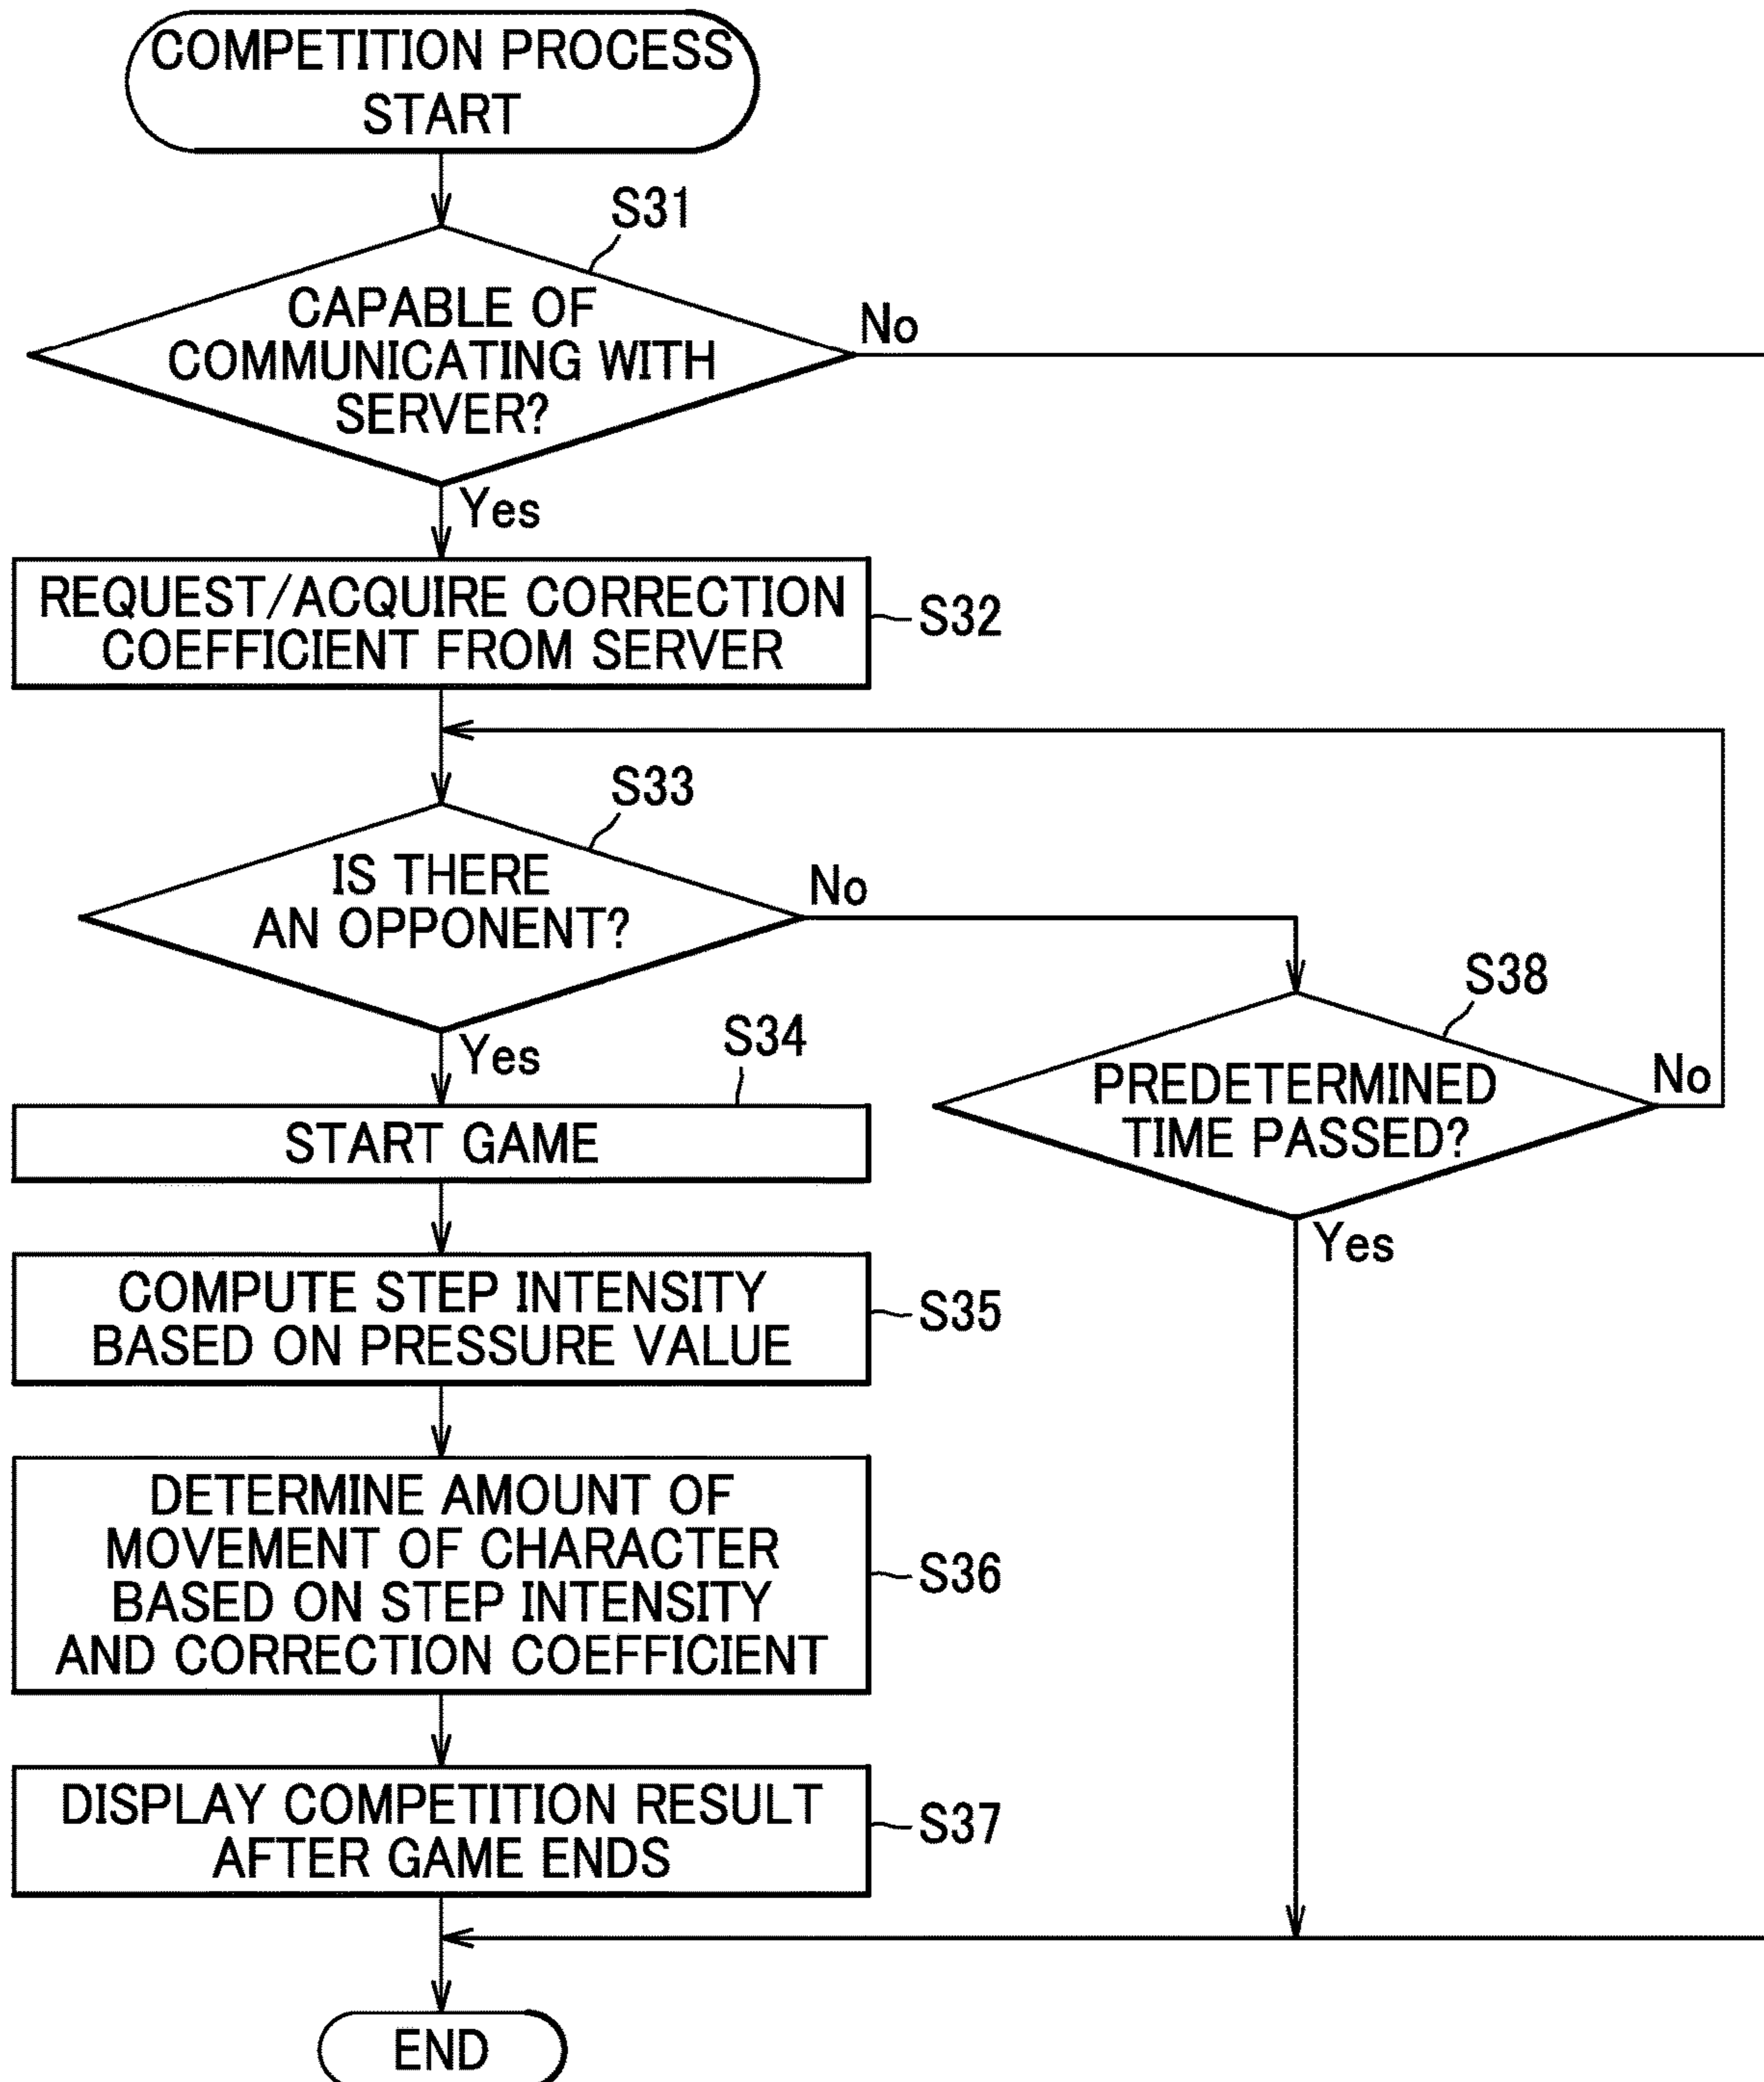 COMPETITION PROCESS
START
S31
CAPABLE OF
COMMUNICATING WITH
SERVER?
No
Yes
REQUEST/ACQUIRE CORRECTION
COEFFICIENT FROM SERVER
S32
S33
IS THERE
AN OPPONENT?
No
Yes
S38
PREDETERMINED
TIME PASSED?
No
Yes
S34
START GAME
COMPUTE STEP INTENSITY
BASED ON PRESSURE VALUE
S35
DETERMINE AMOUNT OF
MOVEMENT OF CHARACTER
BASED ON STEP INTENSITY
AND CORRECTION COEFFICIENT
S36
DISPLAY COMPETITION RESULT
AFTER GAME ENDS
S37
END